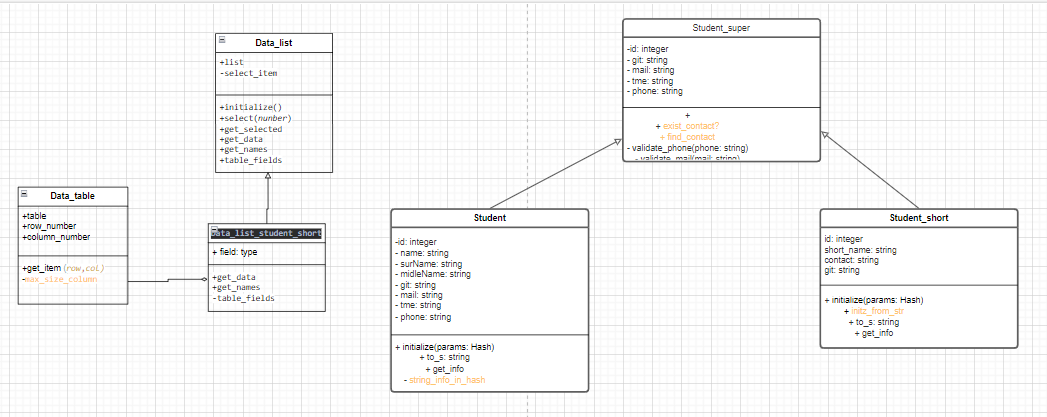 Data_list
+list
-select_item
+initialize()
+select(nunber)
+get_selected
+get_data
+get_names
+table_fields
Data_table
+table
+row_number
+column_number
+get_item(row,col)
-max_size_column
Data_list_student_short
+ field: type
+get_data
+get_names
-table_fields
Student_super
-id: integer
- git: string
- mail: string
- tme: string
- phone: string
+
+ exist_contact?
+ find_contact
- validate_phone(phone: string)
- validate_mail(mail: string)
Student
-id: integer
- name: string
- surName: string
- midleName: string
- git: string
- mail: string
- tme: string
- phone: string
+ initialize(params: Hash)
+ to_s: string
+ get_info
- string_info_in_hash
Student_short
id: integer
short_name: string
contact: string
git: string
+ initialize(params: Hash)
+ initz_from_str
+ to_s: string
+ get_info